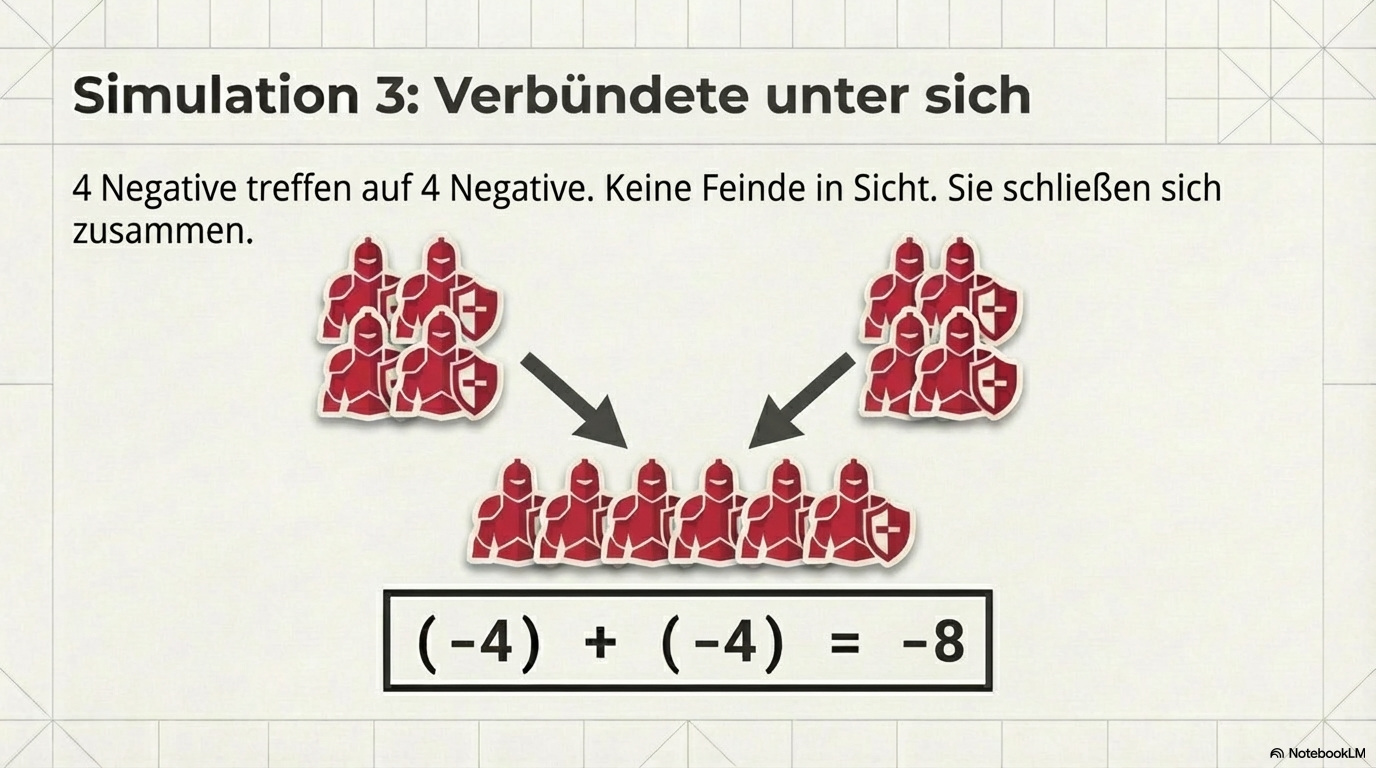 Simulation 3: Verbündete unter sich
4 Negative treffen auf 4 Negative. Keine Feinde in Sicht. Sie schließen sich
zusammen.
(-4) + (-4) = -8
NotebookLM